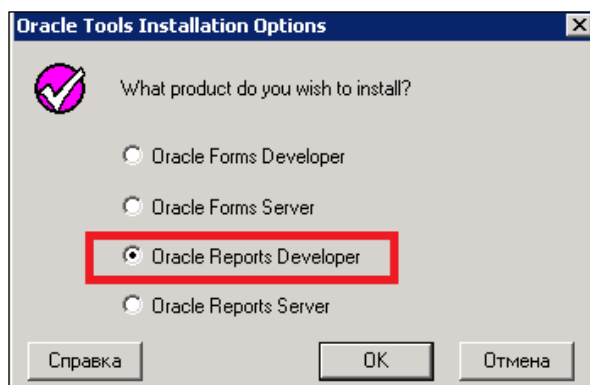 Oracle Tools Installation Options
What product do you wish to install?
Oracle Forms Developer
Oracle Forms Server
Oracle Reports Developer
Oracle Reports Server
Справка OK Отмена